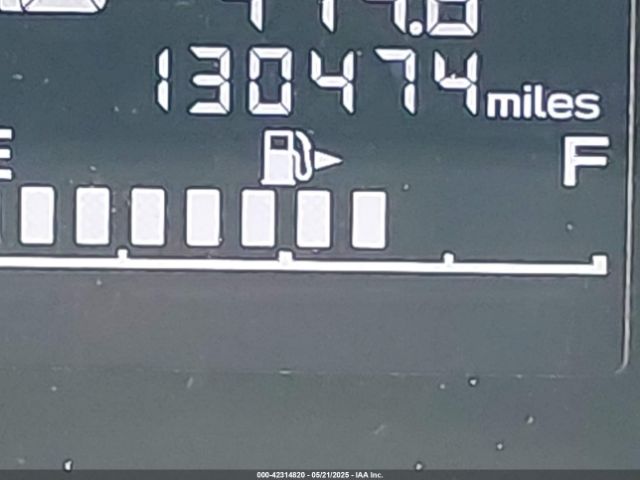 130474 miles
E F
000-42314820 - 05/21/2025 - IAA Inc.